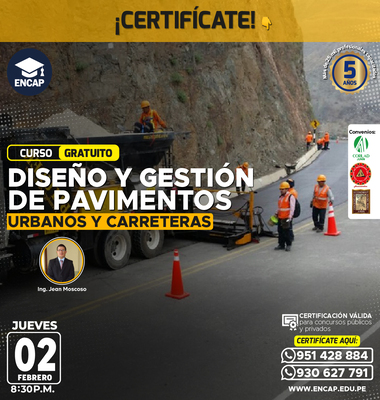 ¡CERTIFÍCATE!
ENCAP
5
AÑOS
Convenios:
CURSO GRATUITO
DISEÑO Y GESTIÓN
DE PAVIMENTOS
URBANOS Y CARRETERAS
Ing. Jean Moscoso
JUEVES
02
FEBRERO
8:30P.M.
CERTIFICACIÓN VÁLIDA
para concursos públicos
y privados
CERTIFÍCATE AQUÍ:
951 428 884
930 627 791
WWW.ENCAP.EDU.PE